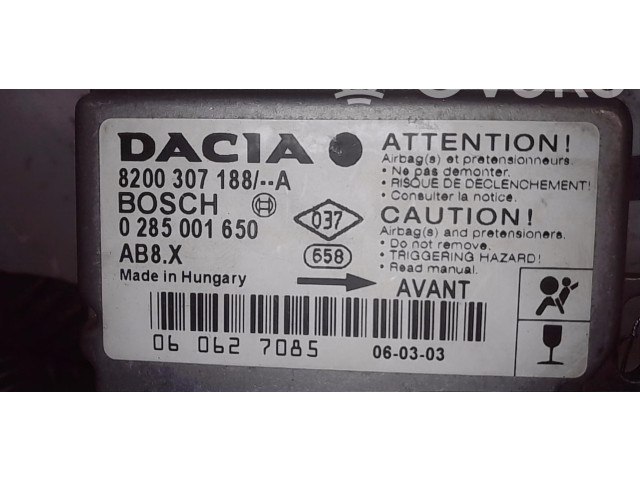 DACIA
8200 307 188/--A
BOSCH
0 285 001 650
AB8.X
Made in Hungary
037
658
ATTENTION!
Airbag(s) et pretensionneurs.
• Ne pas demonter.
• RISQUE DE DECLENCHEMENT!
Consulter la notice.
CAUTION!
Airbag(s) and pretensioners.
• Do not remove.
• TRIGGERING HAZARD!
• Read manual.
AVANT
06 062 7085
06-03-03